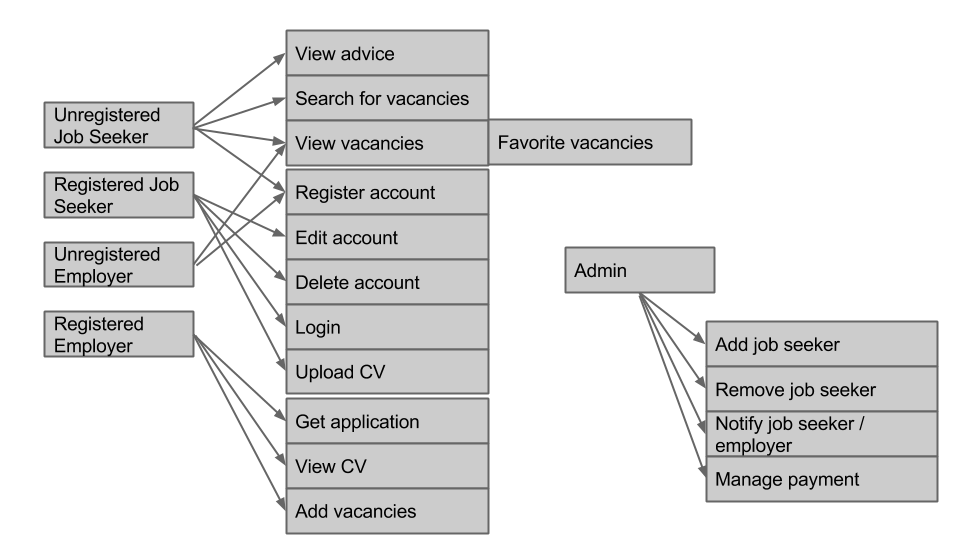 Unregistered
Job Seeker
Registered Job
Seeker
Unregistered
Employer
Registered
Employer
View advice
Search for vacancies
View vacancies
Favorite vacancies
Register account
Edit account
Delete account
Login
Upload CV
Get application
View CV
Add vacancies
Admin
Add job seeker
Remove job seeker
Notify job seeker /
employer
Manage payment